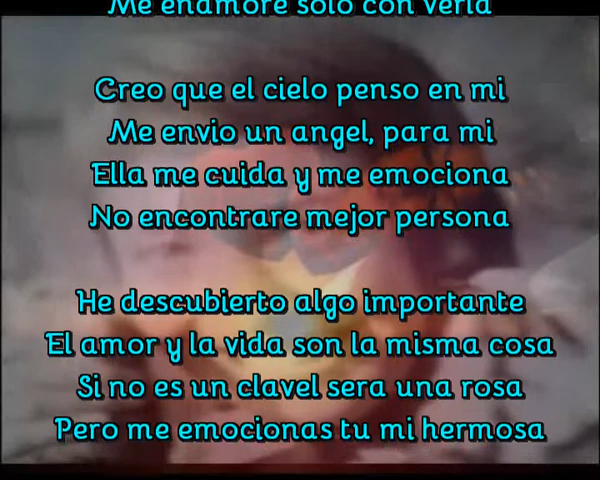 Me enamore solo con verla
Creo que el cielo penso en mi
Me envio un angel, para mi
Ella me cuida y me emociona
No encontrare mejor persona
He descubierto algo importante
El amor y la vida son la misma cosa
Si no es un clavel sera una rosa
Pero me emocionas tu mi hermosa